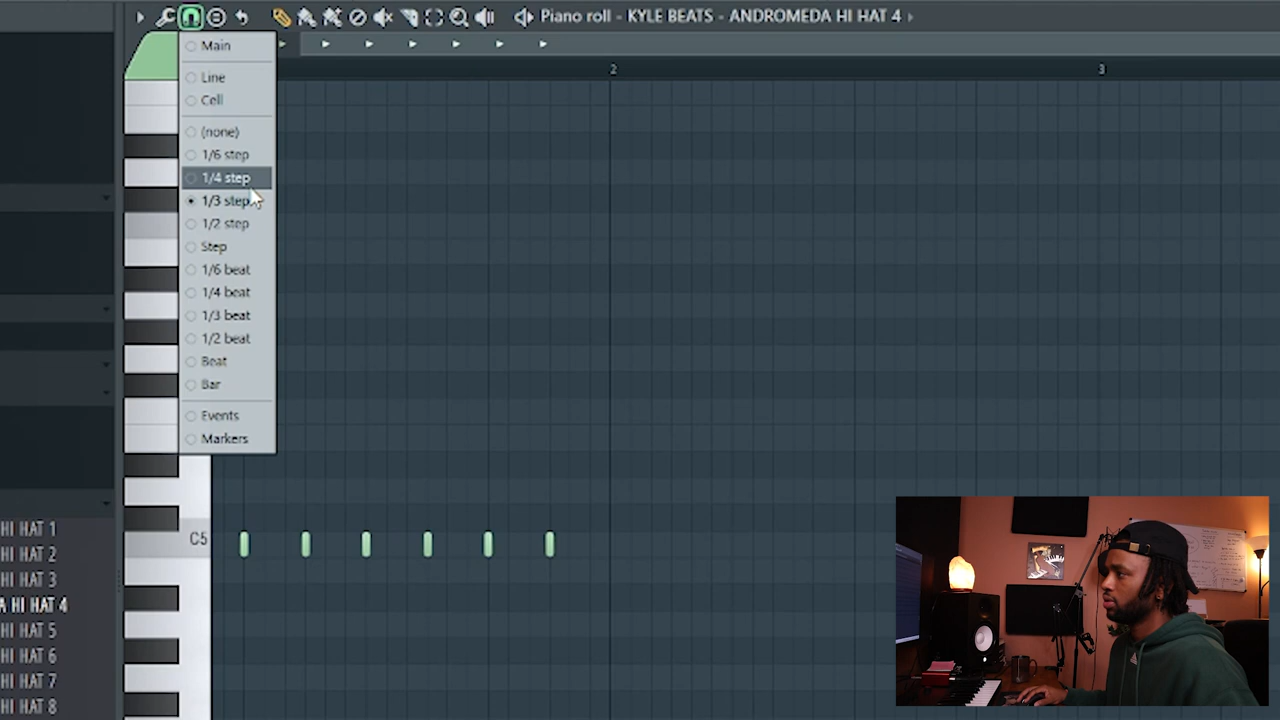 Piano roll - KYLE BEATS - ANDROMEDA HI HAT 4
Main
Line
Cell
(none)
1/6 step
1/4 step
1/3 step
1/2 step
Step
1/6 beat
1/4 beat
1/3 beat
1/2 beat
Beat
Bar
Events
Markers
2
3
C5
HI HAT 1
HI HAT 2
HI HAT 3
A HI HAT 4
HI HAT 5
HI HAT 6
HI HAT 7
HI HAT 8